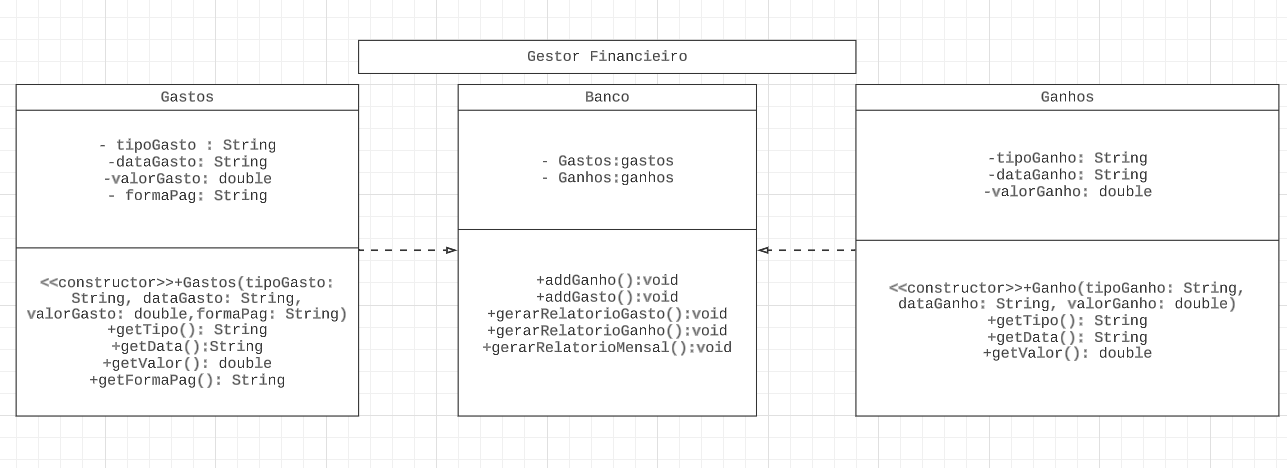 Gestor Financieiro
Gastos
- tipoGasto : String
-dataGasto: String
-valorGasto: double
- formaPag: String
<<constructor>>+Gastos(tipoGasto:
String, dataGasto: String,
valorGasto: double,formaPag: String)
+getTipo(): String
+getData():String
+getValor(): double
+getFormaPag(): String
Banco
- Gastos:gastos
- Ganhos:ganhos
+addGanho():void
+addGasto():void
+gerarRelatorioGasto():void
+gerarRelatorioGanho():void
+gerarRelatorioMensal():void
Ganhos
-tipoGanho: String
-dataGanho: String
-valorGanho: double
<<constructor>>+Ganho(tipoGanho: String,
dataGanho: String, valorGanho: double)
+getTipo(): String
+getData(): String
+getValor(): double